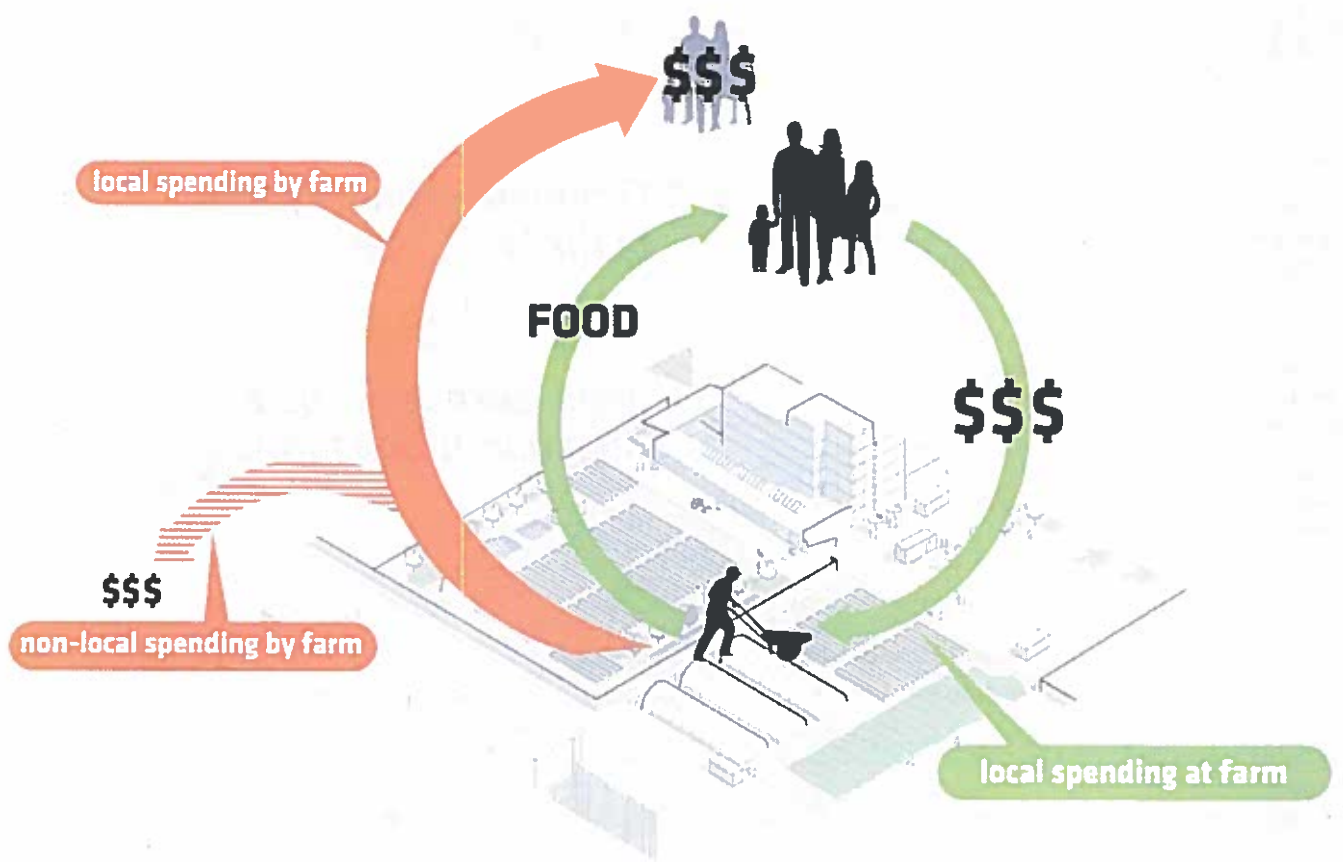 $$$
local spending by farm
FOOD
$$$
$$$
non-local spending by farm
local spending at farm